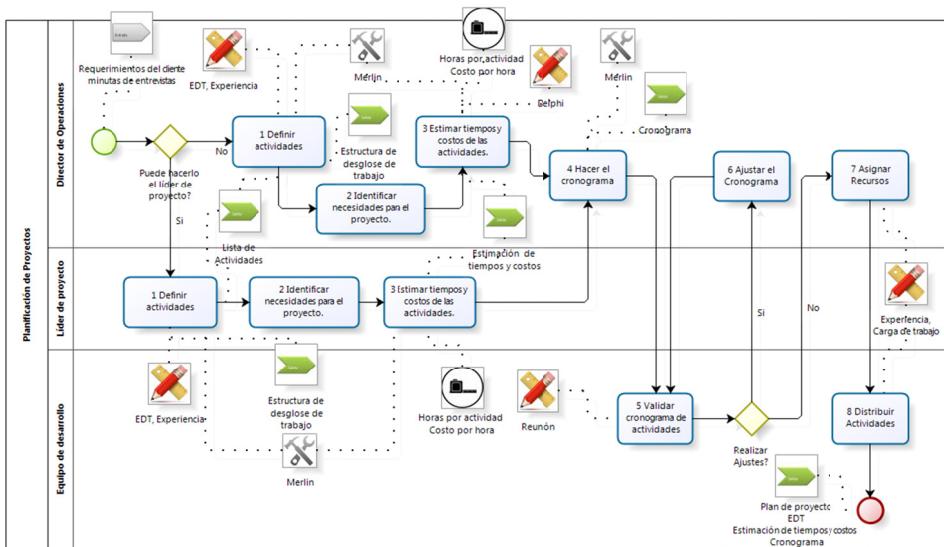 Planificación de Proyectos
Director de Operaciones
Líder de proyecto
Equipo de desarrollo
Requerimientos del cliente
minutas de entrevistas
EDT, Experiencia
Merlin
Horas por actividad
Costo por hora
Delphi
Merlin
Cronograma
Puede hacerlo
el líder de
proyecto?
No
Si
1 Definir
actividades
Estructura de
desglose de
trabajo
2 Identificar
necesidades para el
proyecto.
3 Estimar tiempos y
costos de las
actividades.
4 Hacer el
cronograma
6 Ajustar el
Cronograma
7 Asignar
Recursos
Lista de
Actividades
Estimación de
tiempos y costos
1 Definir
actividades
2 Identificar
necesidades para el
proyecto.
3 Estimar tiempos y
costos de las
actividades.
Si
No
Experiencia,
Carga de trabajo
EDT, Experiencia
Estructura de
desglose de
trabajo
Merlin
Horas por actividad
Costo por hora
Reunón
5 Validar
cronograma de
actividades
Realizar
Ajustes?
8 Distribuir
Actividades
Plan de proyecto
EDT
Estimación de tiempos y costos
Cronograma